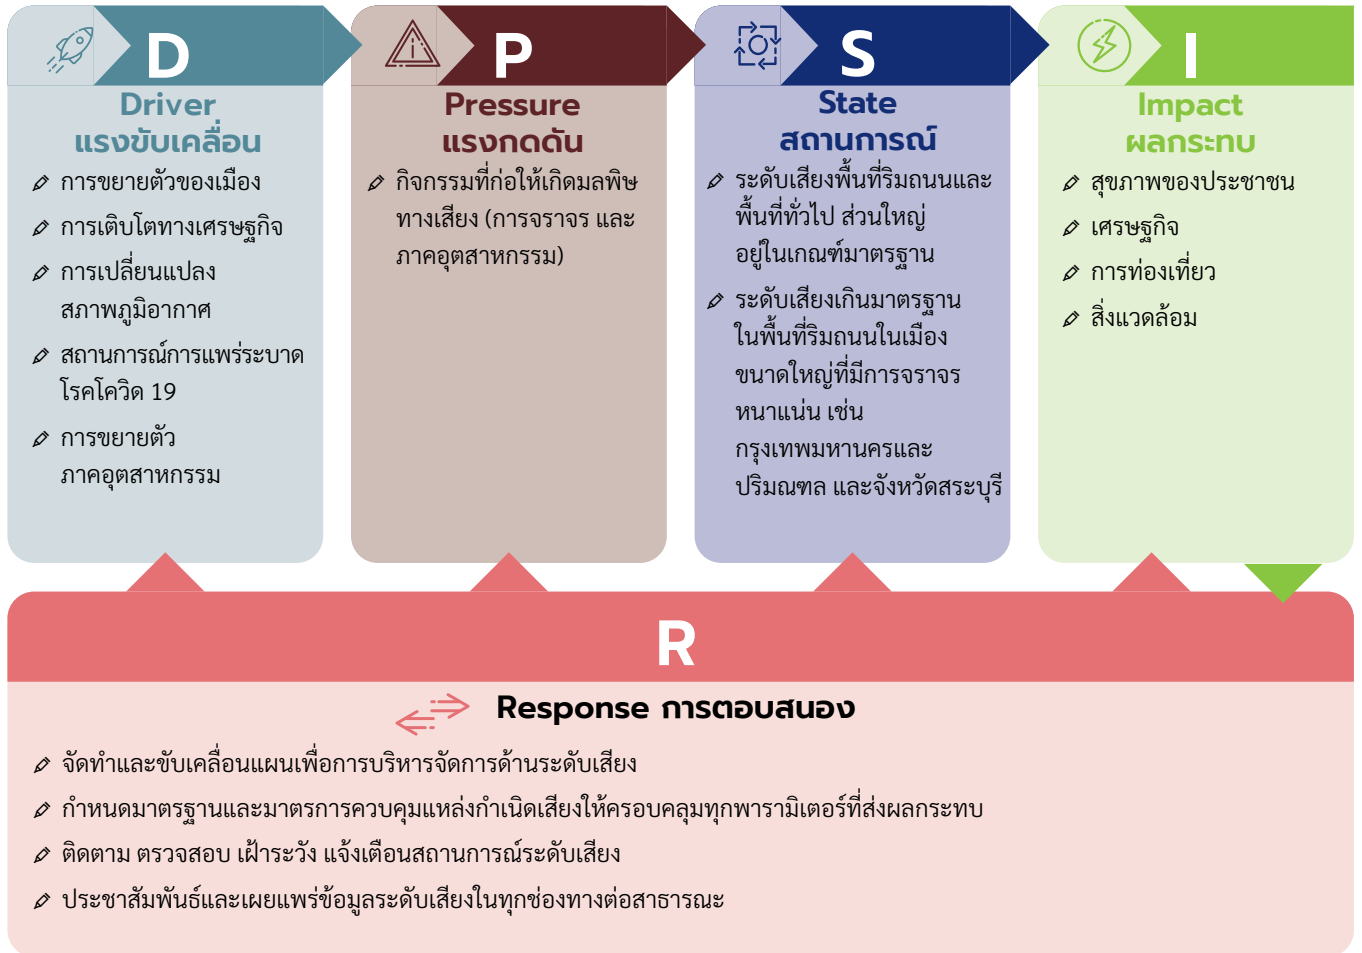 D
Driver
แรงขับเคลื่อน
การขยายตัวของเมือง
การเติบโตทางเศรษฐกิจ
การเปลี่ยนแปลง
สภาพภูมิอากาศ
สถานการณ์การแพร่ระบาด
โรคโควิด 19
การขยายตัว
ภาคอุตสาหกรรม
P
Pressure
แรงกดดัน
กิจกรรมที่ก่อให้เกิดมลพิษ
ทางเสียง (การจราจร และ
ภาคอุตสาหกรรม)
S
State
สถานการณ์
ระดับเสียงพื้นที่ริมถนนและ
พื้นที่ทั่วไป ส่วนใหญ่
อยู่ในเกณฑ์มาตรฐาน
ระดับเสียงเกินมาตรฐาน
ในพื้นที่ริมถนนในเมือง
ขนาดใหญ่ที่มีการจราจร
หนาแน่น เช่น
กรุงเทพมหานครและ
ปริมณฑล และจังหวัดสระบุรี
I
Impact
ผลกระทบ
สุขภาพของประชาชน
เศรษฐกิจ
การท่องเที่ยว
สิ่งแวดล้อม
R
Response การตอบสนอง
จัดทำและขับเคลื่อนแผนเพื่อการบริหารจัดการด้านระดับเสียง
กำหนดมาตรฐานและมาตรการควบคุมแหล่งกำเนิดเสียงให้ครอบคลุมทุกพารามิเตอร์ที่ส่งผลกระทบ
ติดตาม ตรวจสอบ เฝ้าระวัง แจ้งเตือนสถานการณ์ระดับเสียง
ประชาสัมพันธ์และเผยแพร่ข้อมูลระดับเสียงในทุกช่องทางต่อสาธารณะ